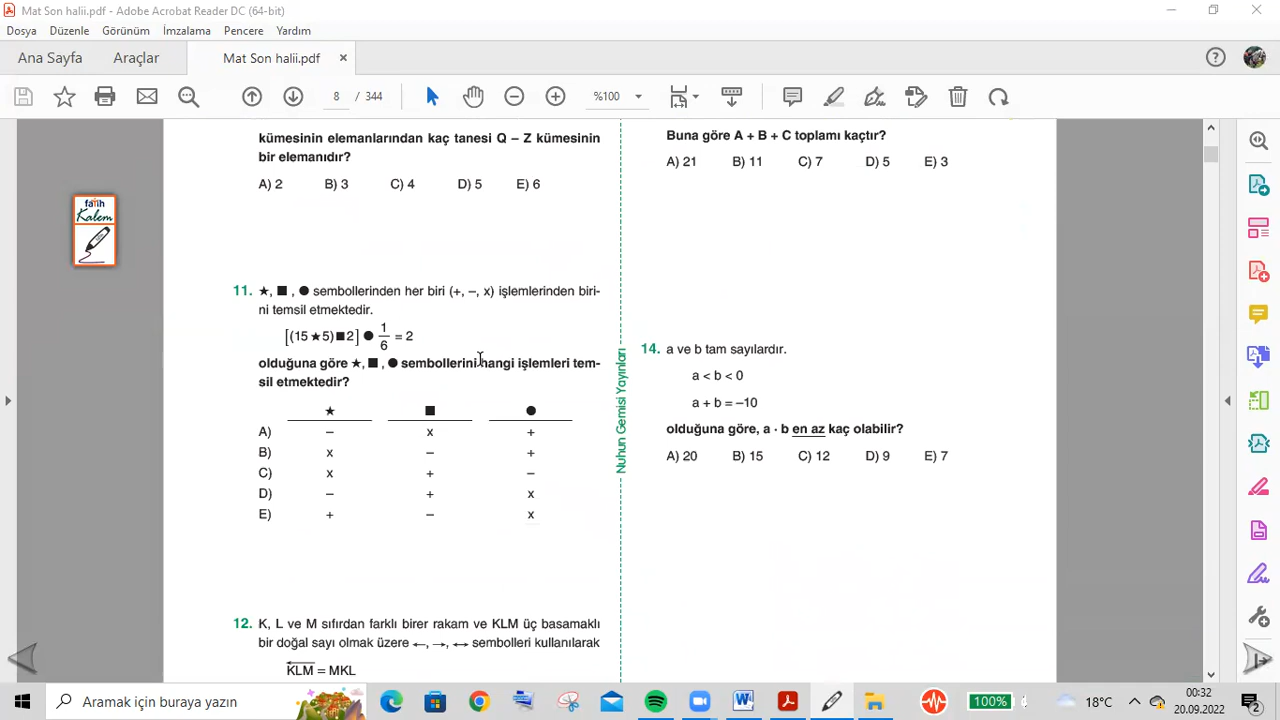 Mat Son halii.pdf - Adobe Acrobat Reader DC (64-bit)
Dosya Düzenle Görünüm İmzalama Pencere Yardım
Ana Sayfa Araçlar Mat Son halii.pdf ×
8 / 344 %100
kümesinin elemanlarından kaç tanesi Q – Z kümesinin
bir elemanıdır?
A) 2 B) 3 C) 4 D) 5 E) 6
fatih
Kalem
11. ★, ■ , ● sembollerinden her biri (+, –, x) işlemlerinden biri-
ni temsil etmektedir.
[(15 ★ 5) ■ 2] ● 1/6 = 2
olduğuna göre ★, ■ , ● sembollerini hangi işlemleri tem-
sil etmektedir?
★ ■ ●
A) – x +
B) x – +
C) x + –
D) – + x
E) + – x
12. K, L ve M sıfırdan farklı birer rakam ve KLM üç basamaklı
bir doğal sayı olmak üzere ←, →, ↔ sembolleri kullanılarak
KLM = MKL
Nuhun Gemisi Yayınları
Buna göre A + B + C toplamı kaçtır?
A) 21 B) 11 C) 7 D) 5 E) 3
14. a ve b tam sayılardır.
a < b < 0
a + b = –10
olduğuna göre, a · b en az kaç olabilir?
A) 20 B) 15 C) 12 D) 9 E) 7
Aramak için buraya yazın
100% 18°C 00:32
20.09.2022 2